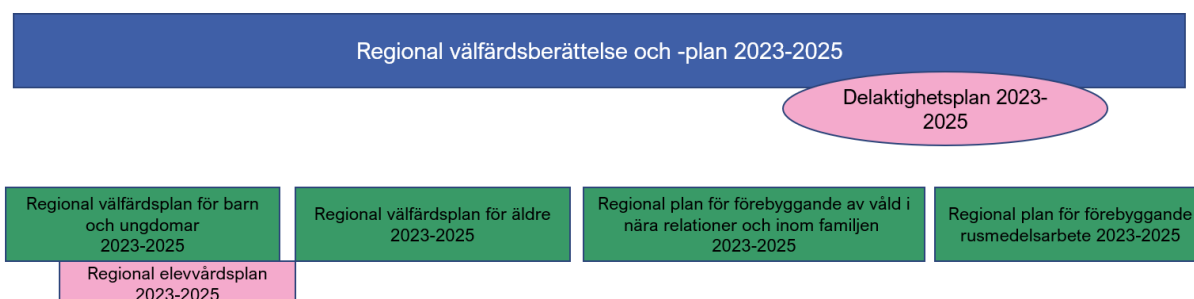 Regional välfärdsberättelse och -plan 2023-2025
Delaktighetsplan 2023-
2025
Regional välfärdsplan för barn
och ungdomar
2023-2025
Regional välfärdsplan för äldre
2023-2025
Regional plan för förebyggande av våld i
nära relationer och inom familjen
2023-2025
Regional plan för förebyggande
rusmedelsarbete 2023-2025
Regional elevvårdsplan
2023-2025